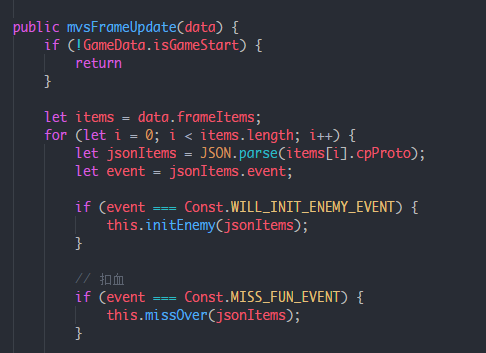 public mvsFrameUpdate(data) {
if (!GameData.isGameStart) {
return
}
let items = data.frameItems;
for (let i = 0; i < items.length; i++) {
let jsonItems = JSON.parse(items[i].cpProto);
let event = jsonItems.event;
if (event === Const.WILL_INIT_ENEMY_EVENT) {
this.initEnemy(jsonItems);
}
// 扣血
if (event === Const.MISS_FUN_EVENT) {
this.missOver(jsonItems);
}